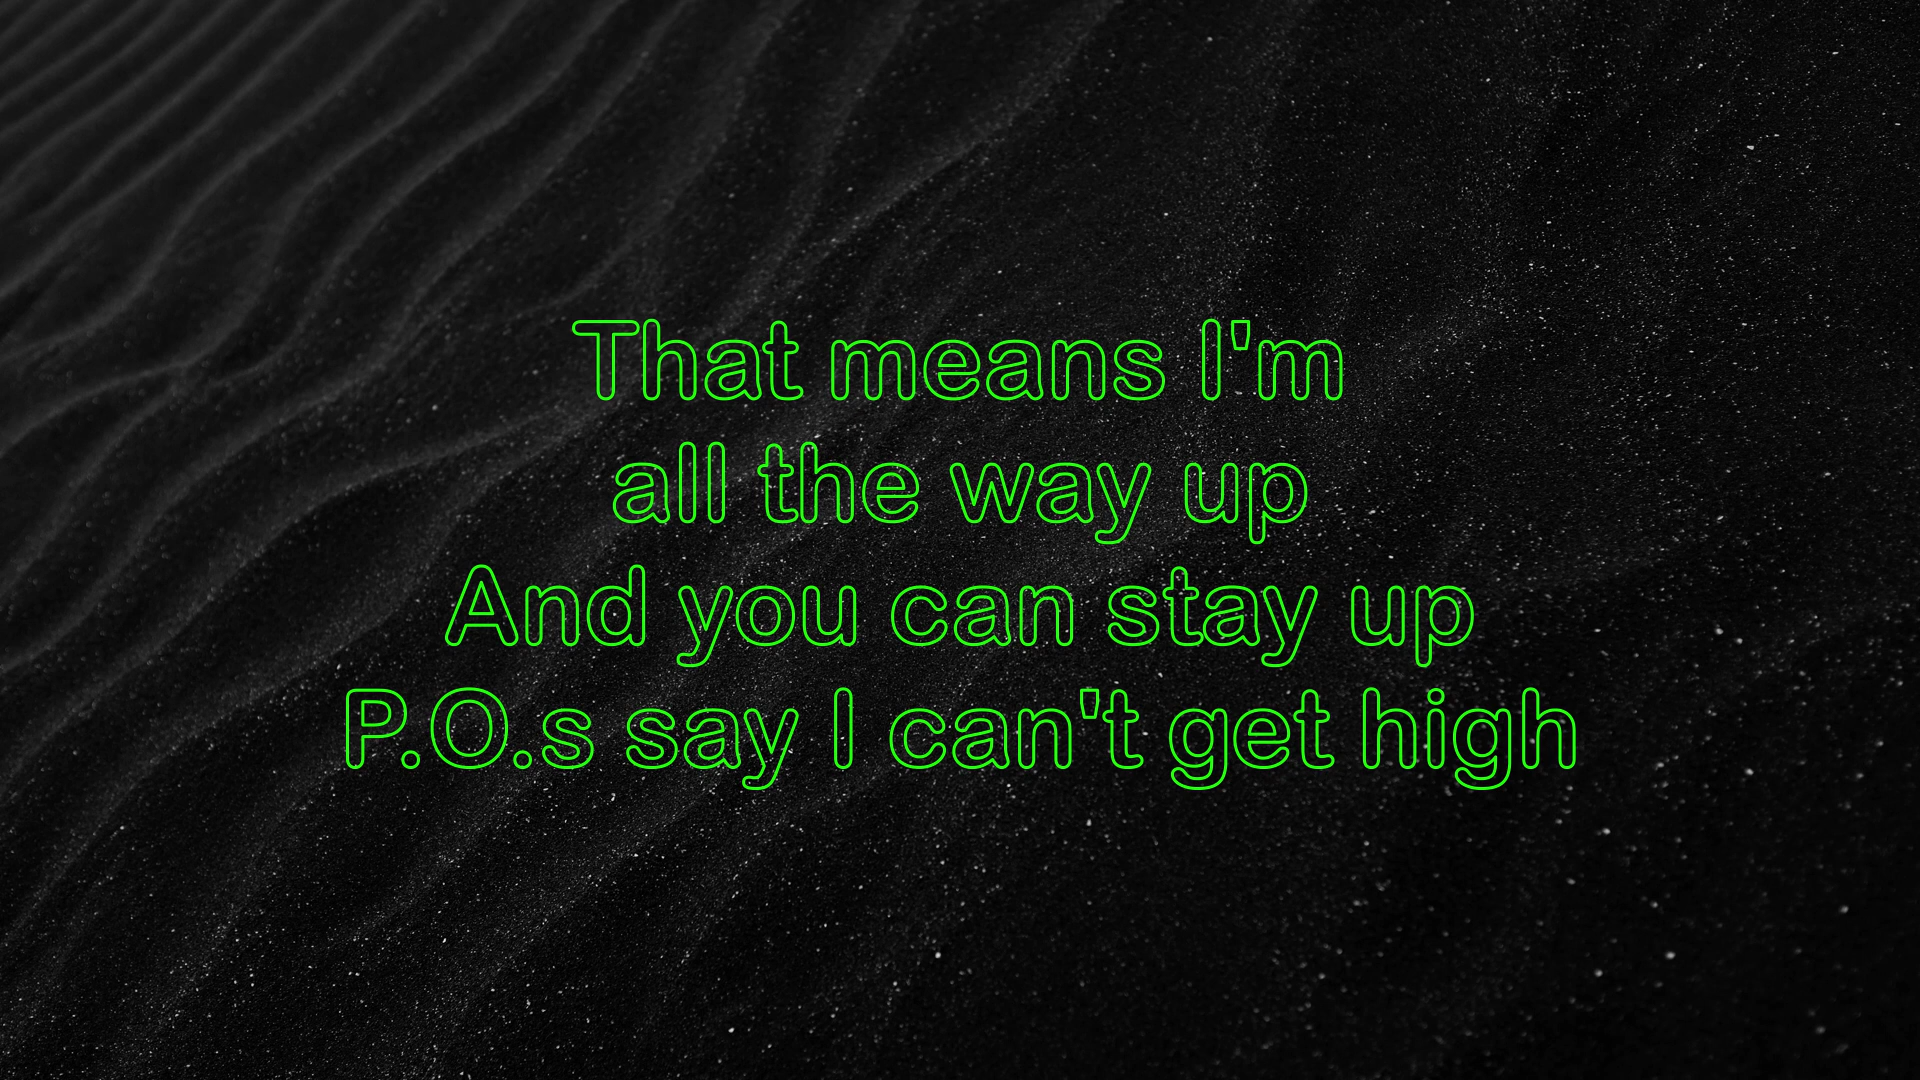 That means I'm
all the way up
And you can stay up
P.O.s say I can't get high